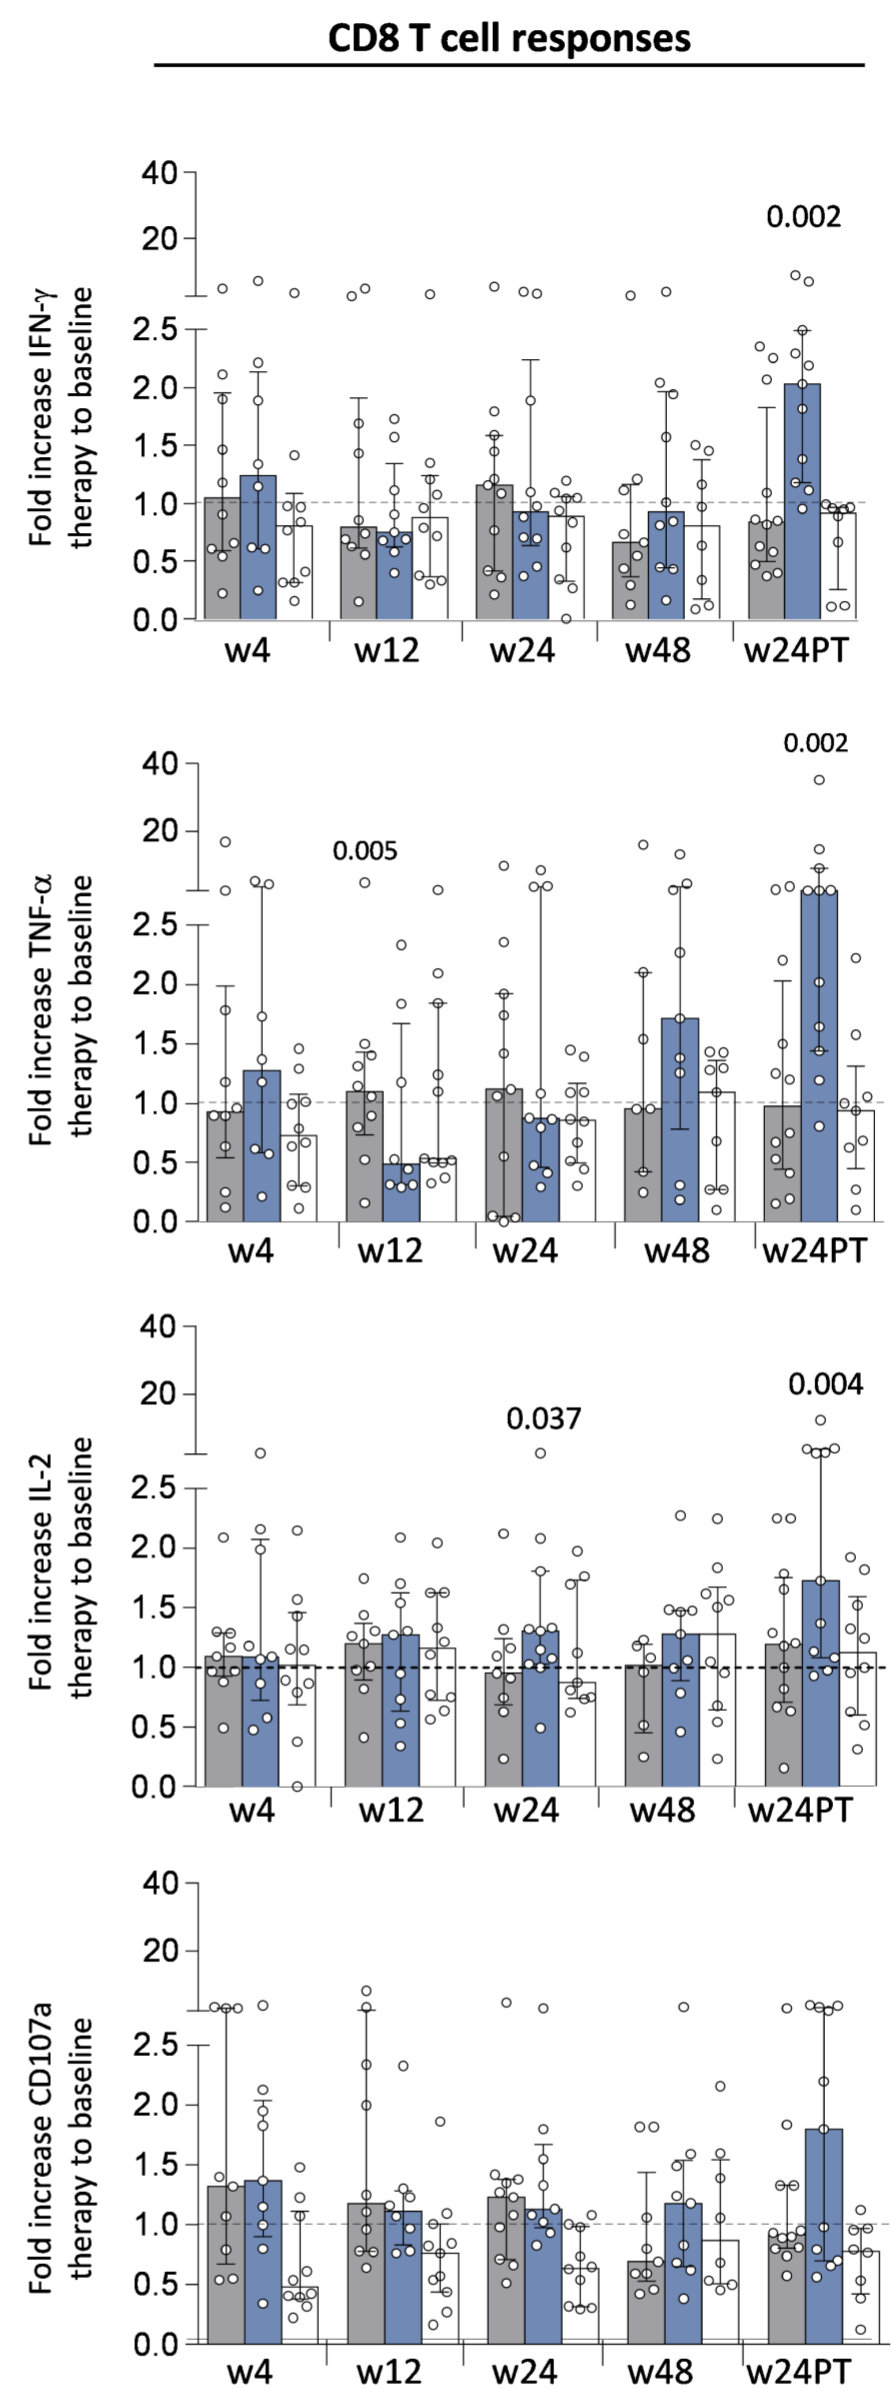 CD8 T cell responses
Fold increase IFN-γ
therapy to baseline
40
20
2.5
2.0
1.5
1.0
0.5
0.0
0.002
w4 w12 w24 w48 w24PT
Fold increase TNF-α
therapy to baseline
40
20
2.5
2.0
1.5
1.0
0.5
0.0
0.005
0.002
w4 w12 w24 w48 w24PT
Fold increase IL-2
therapy to baseline
40
20
2.5
2.0
1.5
1.0
0.5
0.0
0.037
0.004
w4 w12 w24 w48 w24PT
Fold increase CD107a
therapy to baseline
40
20
2.5
2.0
1.5
1.0
0.5
0.0
w4 w12 w24 w48 w24PT